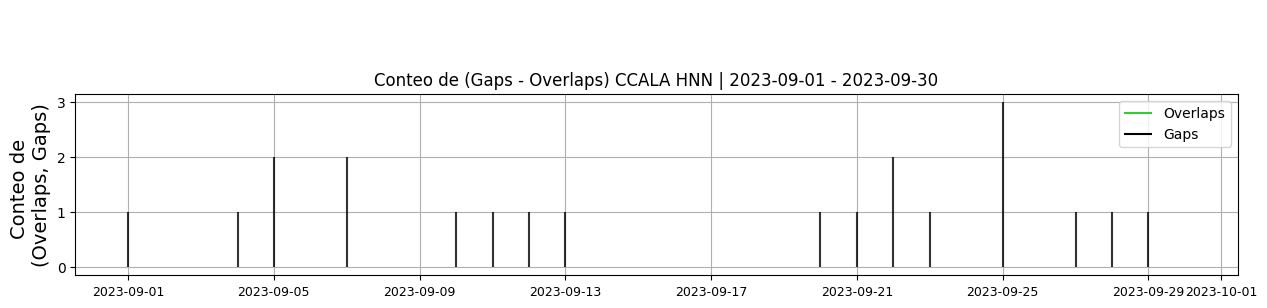 Conteo de (Gaps - Overlaps) CCALA HNN | 2023-09-01 - 2023-09-30
Conteo de
(Overlaps, Gaps)
3
2
1
0
Overlaps
Gaps
2023-09-01 2023-09-05 2023-09-09 2023-09-13 2023-09-17 2023-09-21 2023-09-25 2023-09-29 2023-10-01